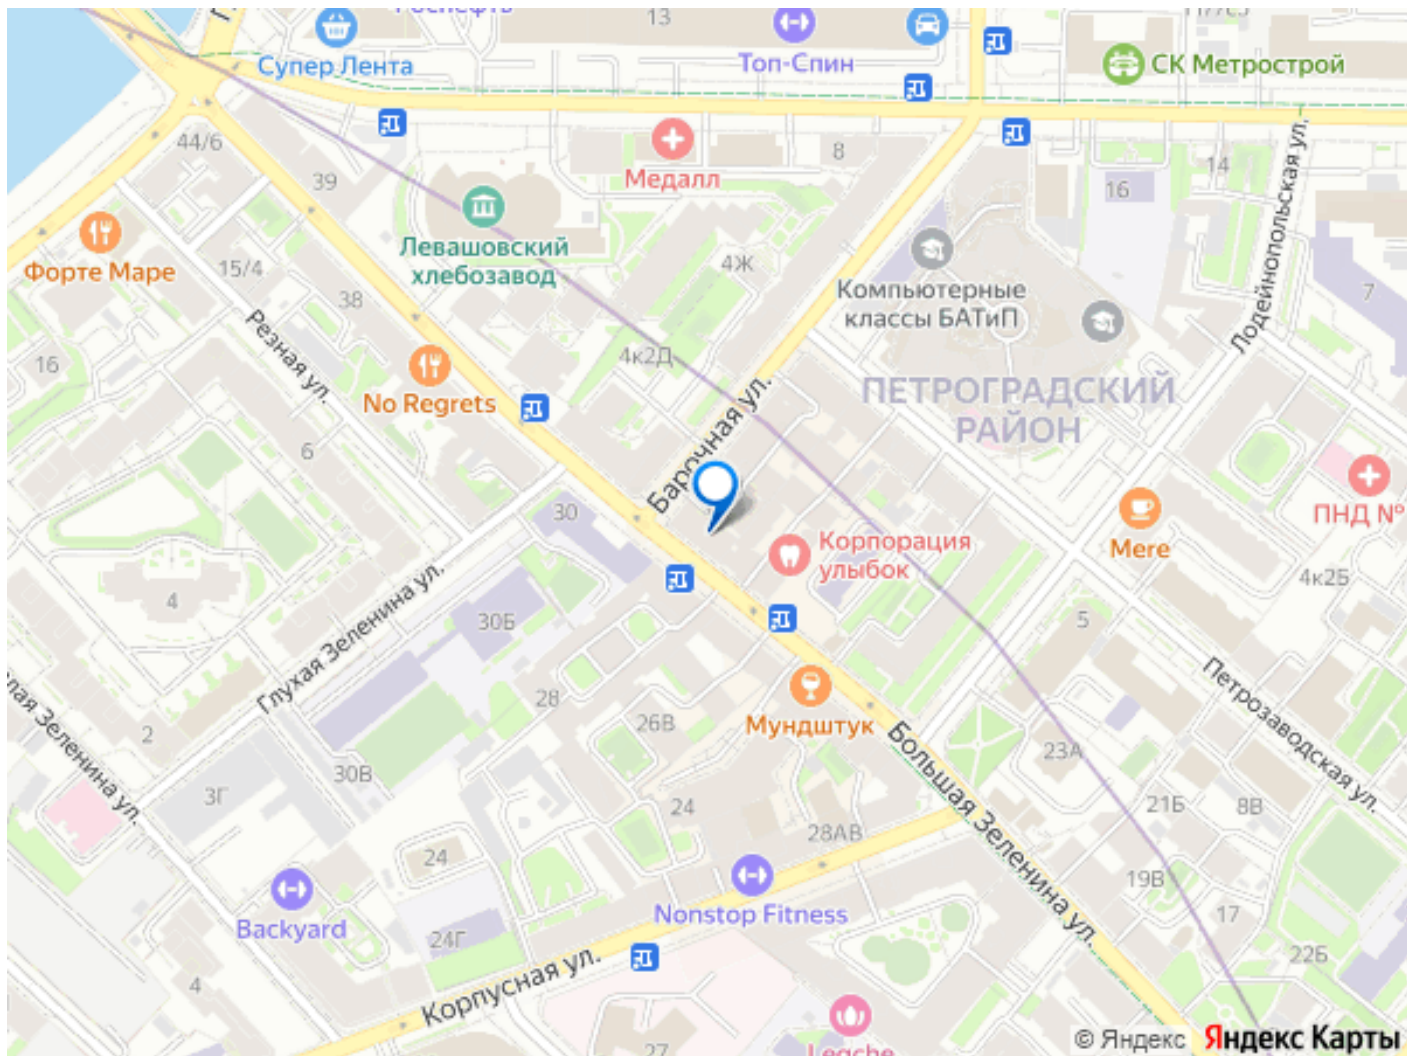 13
Супер Лента
Топ-Спин
СК Метрострой
44/6
39
Медалл
8
14
16
Лодейнопольская ул.
Форте Маре
15/4
Левашовский
хлебозавод
4Ж
Компьютерные
классы БАТиП
7
38
Резная ул.
16
4к2Д
No Regrets
ПЕТРОГРАДСКИЙ
РАЙОН
Барочная ул.
6
30
Корпорация
улыбок
Mere
ПНД №
4к2Б
4
Глухая Зеленина ул.
30Б
5
28
26В
Мундштук
Петрозаводская ул.
лая Зеленина ул.
2
30В
3Г
Большая Зеленина ул.
23А
21Б
8В
24
28АВ
24
19В
17
Backyard
Nonstop Fitness
24Г
22Б
Корпусная ул.
4
27
Legche
© Яндекс Яндекс Карты